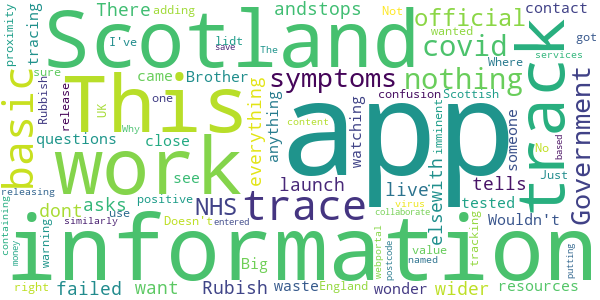 Scotland
There adding andstops official contact
proximity tracing I've lidt The Not wanted Where got
sure save covid services
Rubbish release UK one came Brother symptoms nothing
This confusion Scottish
basic Why app track
questions close everything anything content watching No someone Government
work virus imminent Just based
releasing see launch live tells
asks NHS trace elsewith tested
dont positive collaborate Wouldn't
containing warning similarly use Doesn't entered webportal postcode named tracking value putting
information
money right failed want Big Rubish waste England wonder wider resources